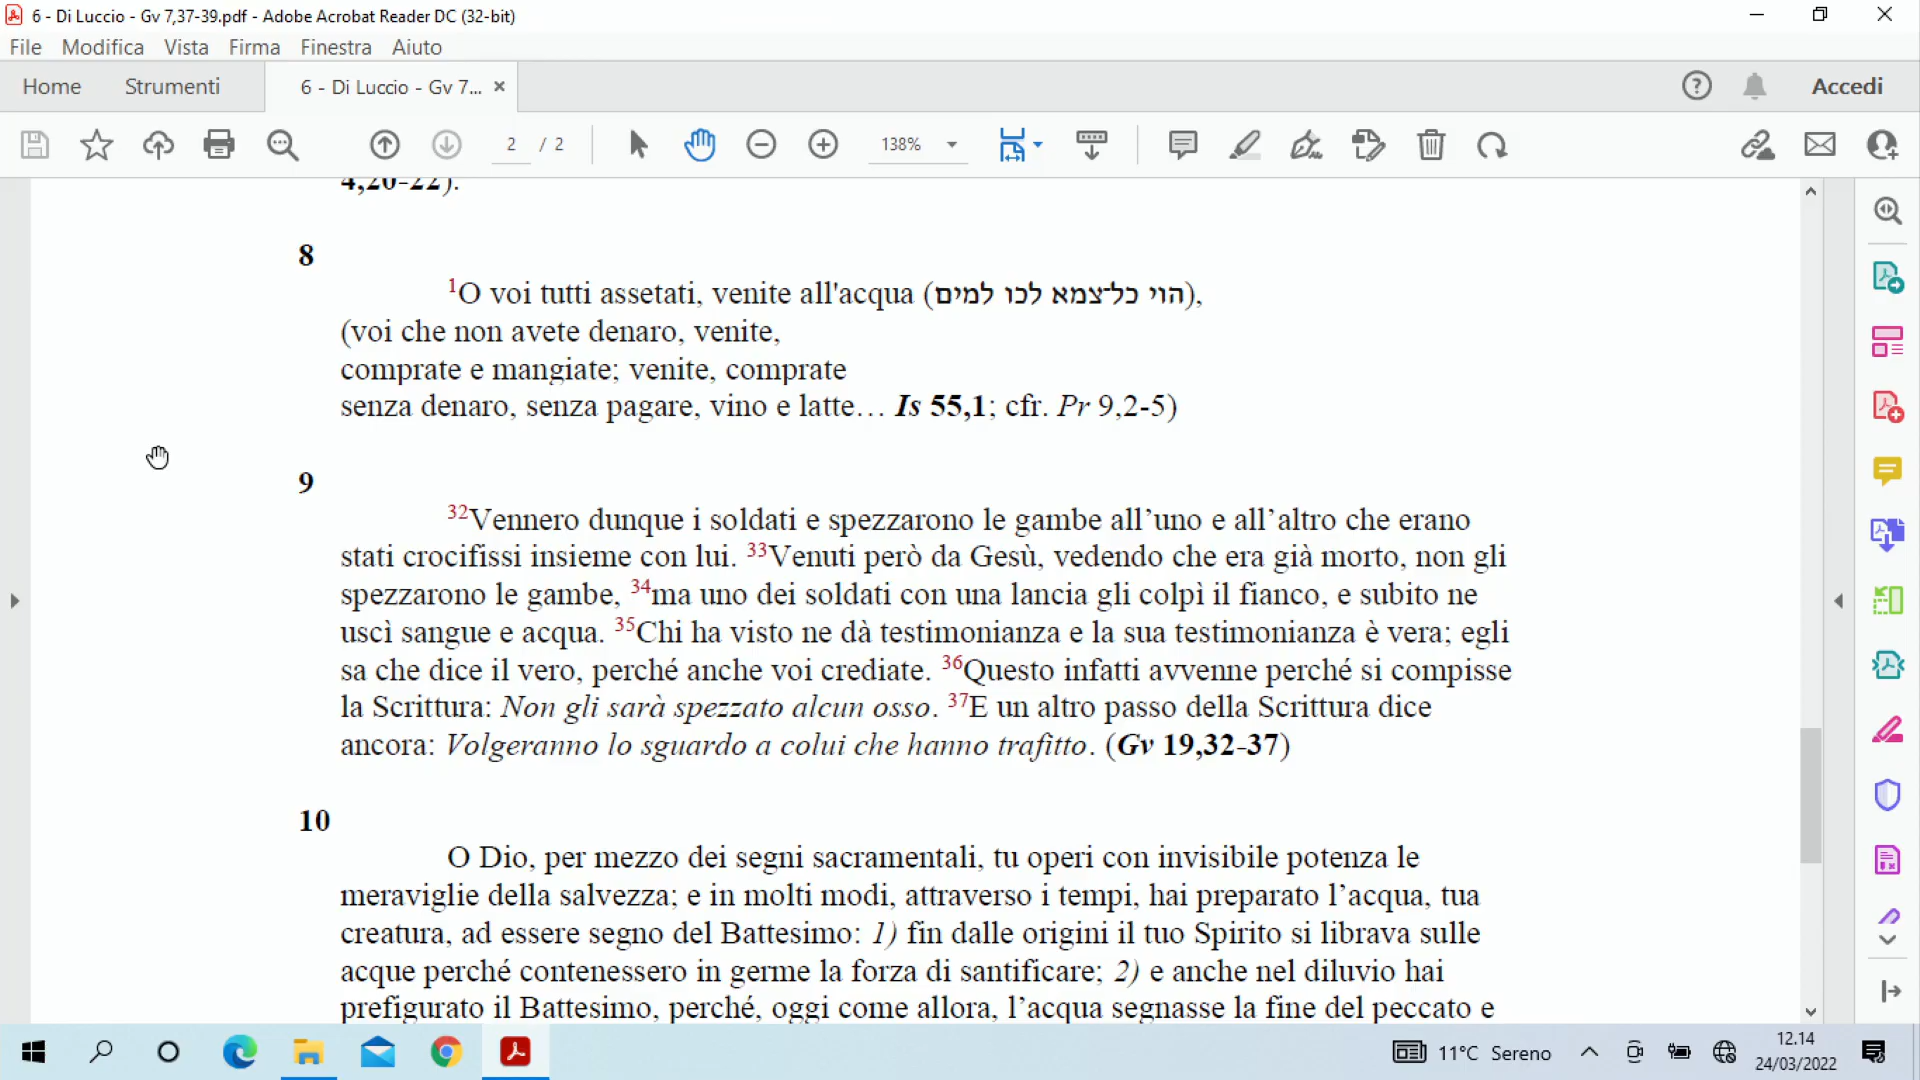 6 - Di Luccio - Gv 7,37-39.pdf - Adobe Acrobat Reader DC (32-bit)
File Modifica Vista Firma Finestra Aiuto
Home Strumenti 6 - Di Luccio - Gv 7... × Accedi
2 / 2 138%
4,20-22).
8
¹O voi tutti assetati, venite all'acqua (הוי כל־צמא לכו למים),
(voi che non avete denaro, venite,
comprate e mangiate; venite, comprate
senza denaro, senza pagare, vino e latte… Is 55,1; cfr. Pr 9,2-5)
9
³²Vennero dunque i soldati e spezzarono le gambe all’uno e all’altro che erano
stati crocifissi insieme con lui. ³³Venuti però da Gesù, vedendo che era già morto, non gli
spezzarono le gambe, ³⁴ma uno dei soldati con una lancia gli colpì il fianco, e subito ne
uscì sangue e acqua. ³⁵Chi ha visto ne dà testimonianza e la sua testimonianza è vera; egli
sa che dice il vero, perché anche voi crediate. ³⁶Questo infatti avvenne perché si compisse
la Scrittura: Non gli sarà spezzato alcun osso. ³⁷E un altro passo della Scrittura dice
ancora: Volgeranno lo sguardo a colui che hanno trafitto. (Gv 19,32-37)
10
O Dio, per mezzo dei segni sacramentali, tu operi con invisibile potenza le
meraviglie della salvezza; e in molti modi, attraverso i tempi, hai preparato l’acqua, tua
creatura, ad essere segno del Battesimo: 1) fin dalle origini il tuo Spirito si librava sulle
acque perché contenessero in germe la forza di santificare; 2) e anche nel diluvio hai
prefigurato il Battesimo, perché, oggi come allora, l’acqua segnasse la fine del peccato e
11°C Sereno
12.14
24/03/2022